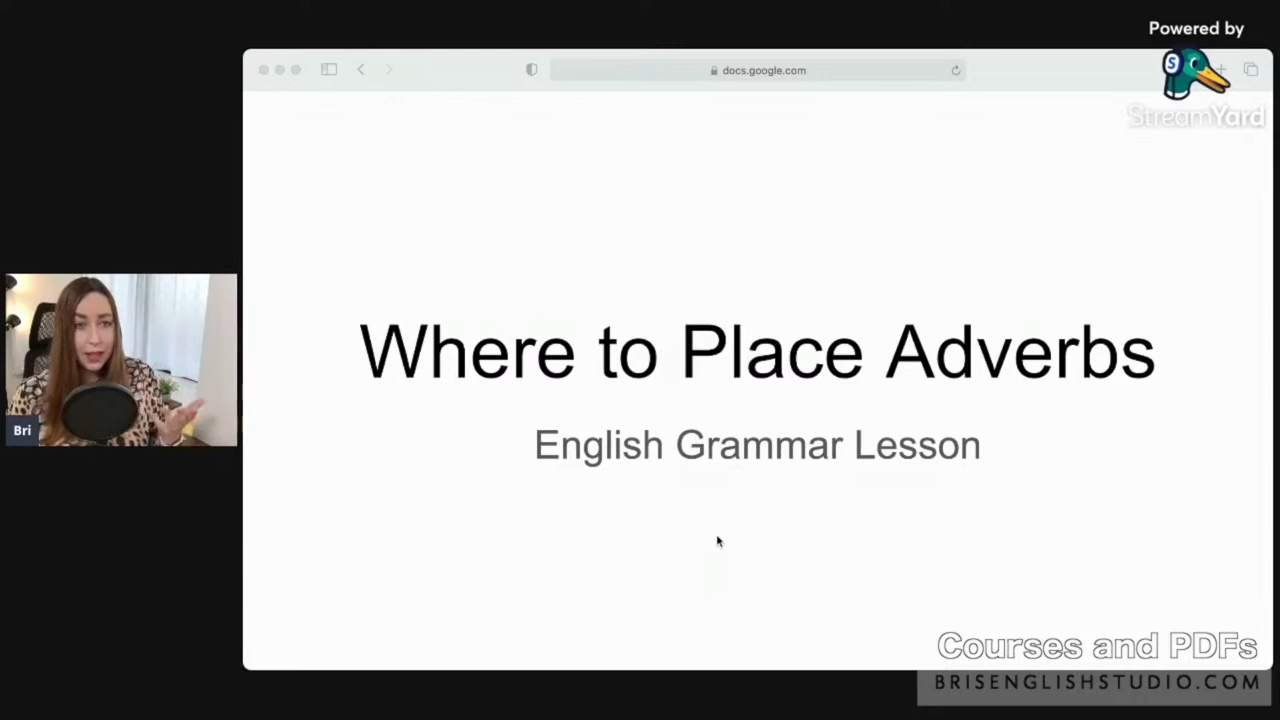 Powered by
docs.google.com
S
StreamYard
Where to Place Adverbs
English Grammar Lesson
Bri
Courses and PDFs
BRISENGLISHSTUDIO.COM